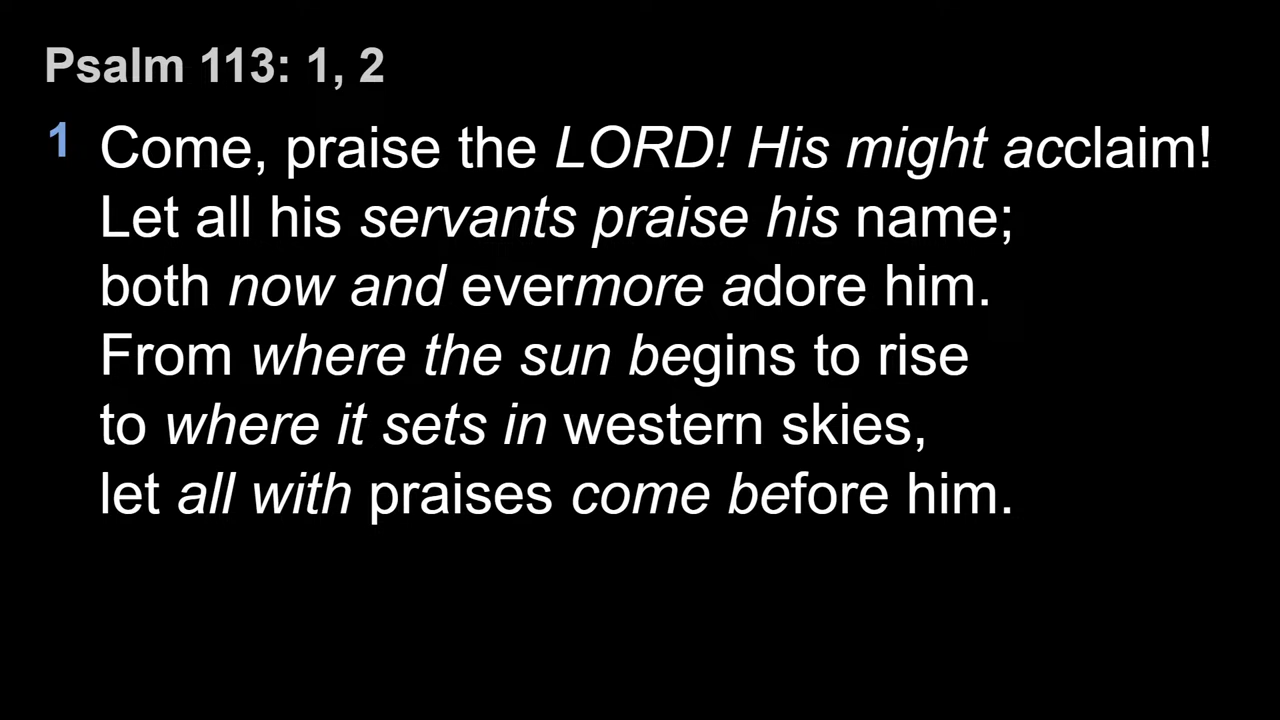 Psalm 113: 1, 2
1 Come, praise the LORD! His might acclaim!
Let all his servants praise his name;
both now and evermore adore him.
From where the sun begins to rise
to where it sets in western skies,
let all with praises come before him.